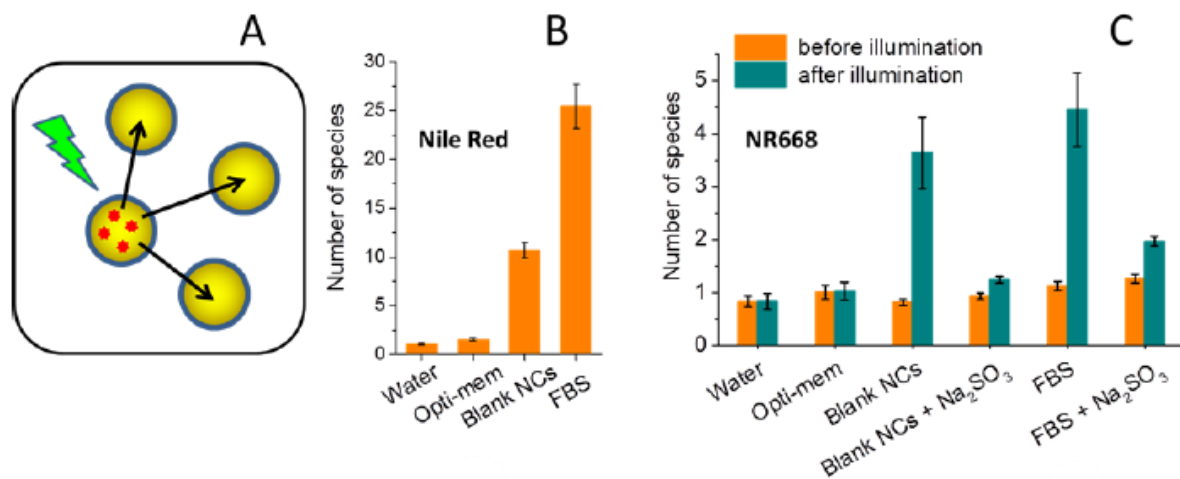 A
B
30
25
20
15
10
5
0
Number of species
Nile Red
Water
Opti-mem
Blank NCs
FBS
C
before illumination
after illumination
5
4
3
2
1
0
Number of species
NR668
Water
Opti-mem
Blank NCs
Blank NCs + Na₂SO₃
FBS
FBS + Na₂SO₃